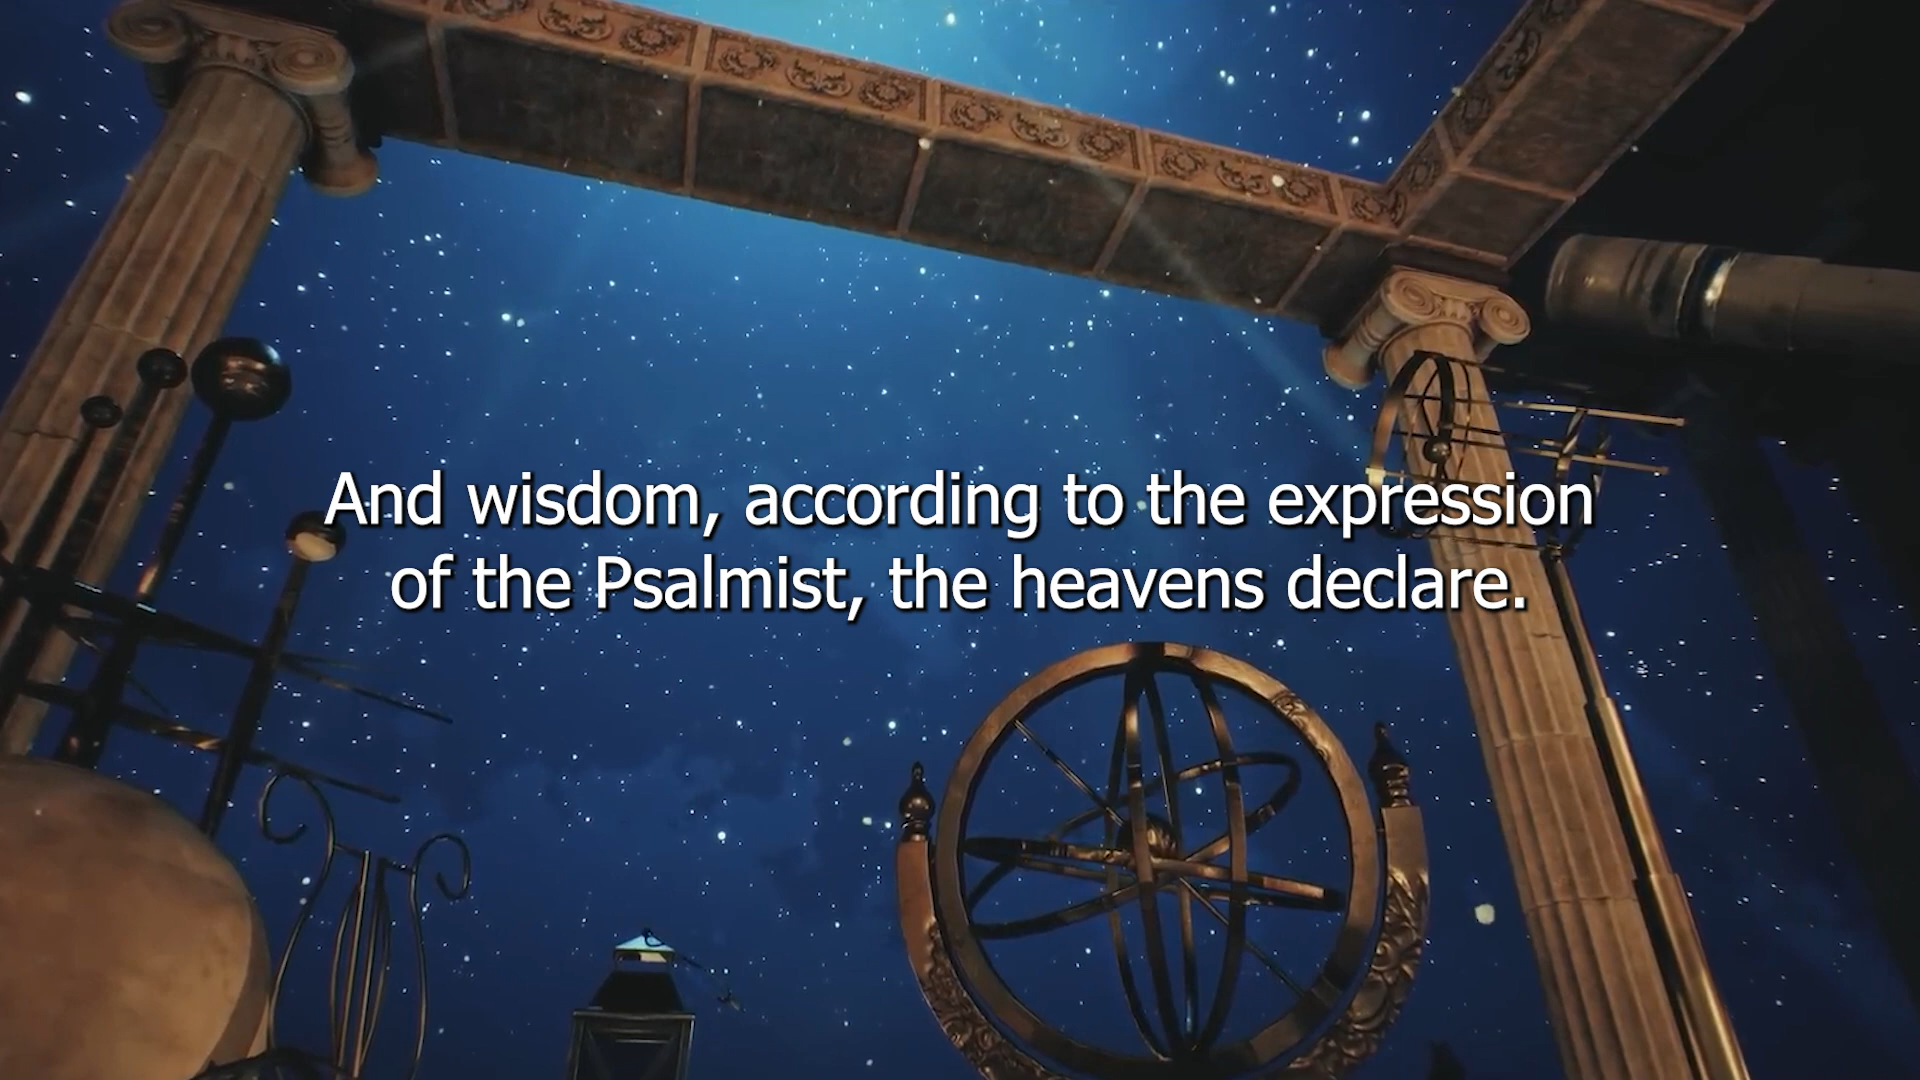 And wisdom, according to the expression
of the Psalmist, the heavens declare.